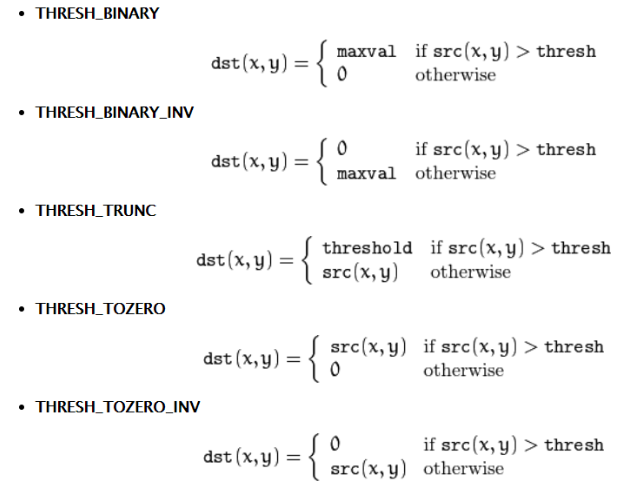 • THRESH_BINARY
dst(x,y) = { maxval if src(x,y) > thresh
0 otherwise
• THRESH_BINARY_INV
dst(x,y) = { 0 if src(x,y) > thresh
maxval otherwise
• THRESH_TRUNC
dst(x,y) = { threshold if src(x,y) > thresh
src(x,y) otherwise
• THRESH_TOZERO
dst(x,y) = { src(x,y) if src(x,y) > thresh
0 otherwise
• THRESH_TOZERO_INV
dst(x,y) = { 0 if src(x,y) > thresh
src(x,y) otherwise